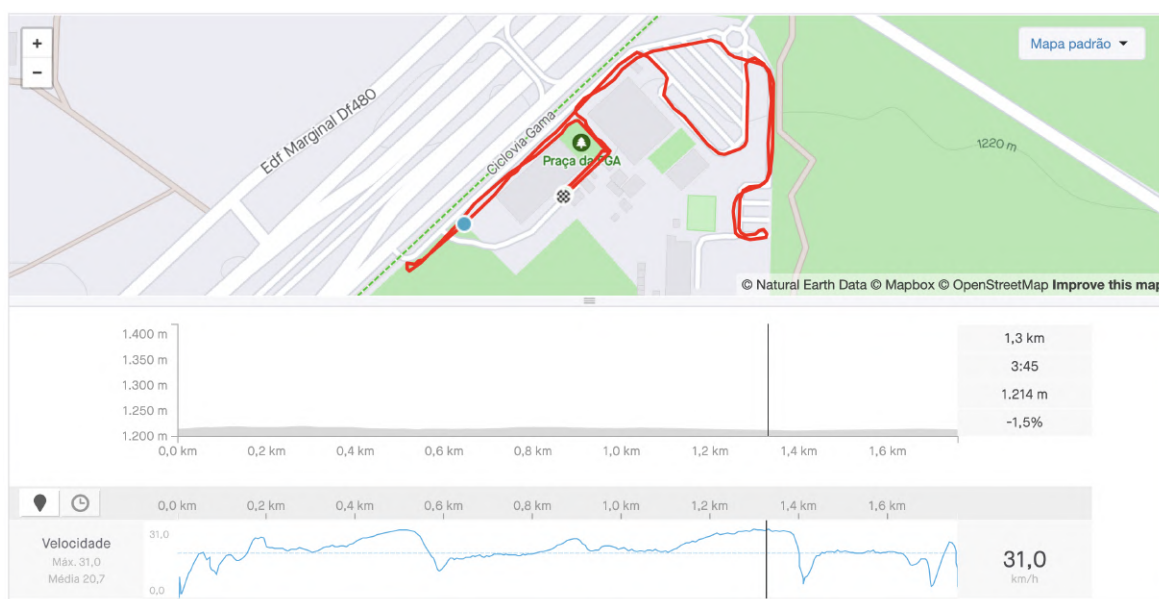 +
−
Mapa padrão
Edf Marginal Df480
Ciclovia-Gama
Praça da FGA
1220 m
© Natural Earth Data © Mapbox © OpenStreetMap Improve this map
1.400 m
1.350 m
1.300 m
1.250 m
1.200 m
0,0 km 0,2 km 0,4 km 0,6 km 0,8 km 1,0 km 1,2 km 1,4 km 1,6 km
1,3 km
3:45
1.214 m
-1,5%
0,0 km 0,2 km 0,4 km 0,6 km 0,8 km 1,0 km 1,2 km 1,4 km 1,6 km
Velocidade
Máx. 31,0
Média 20,7
31,0
0,0
31,0
km/h